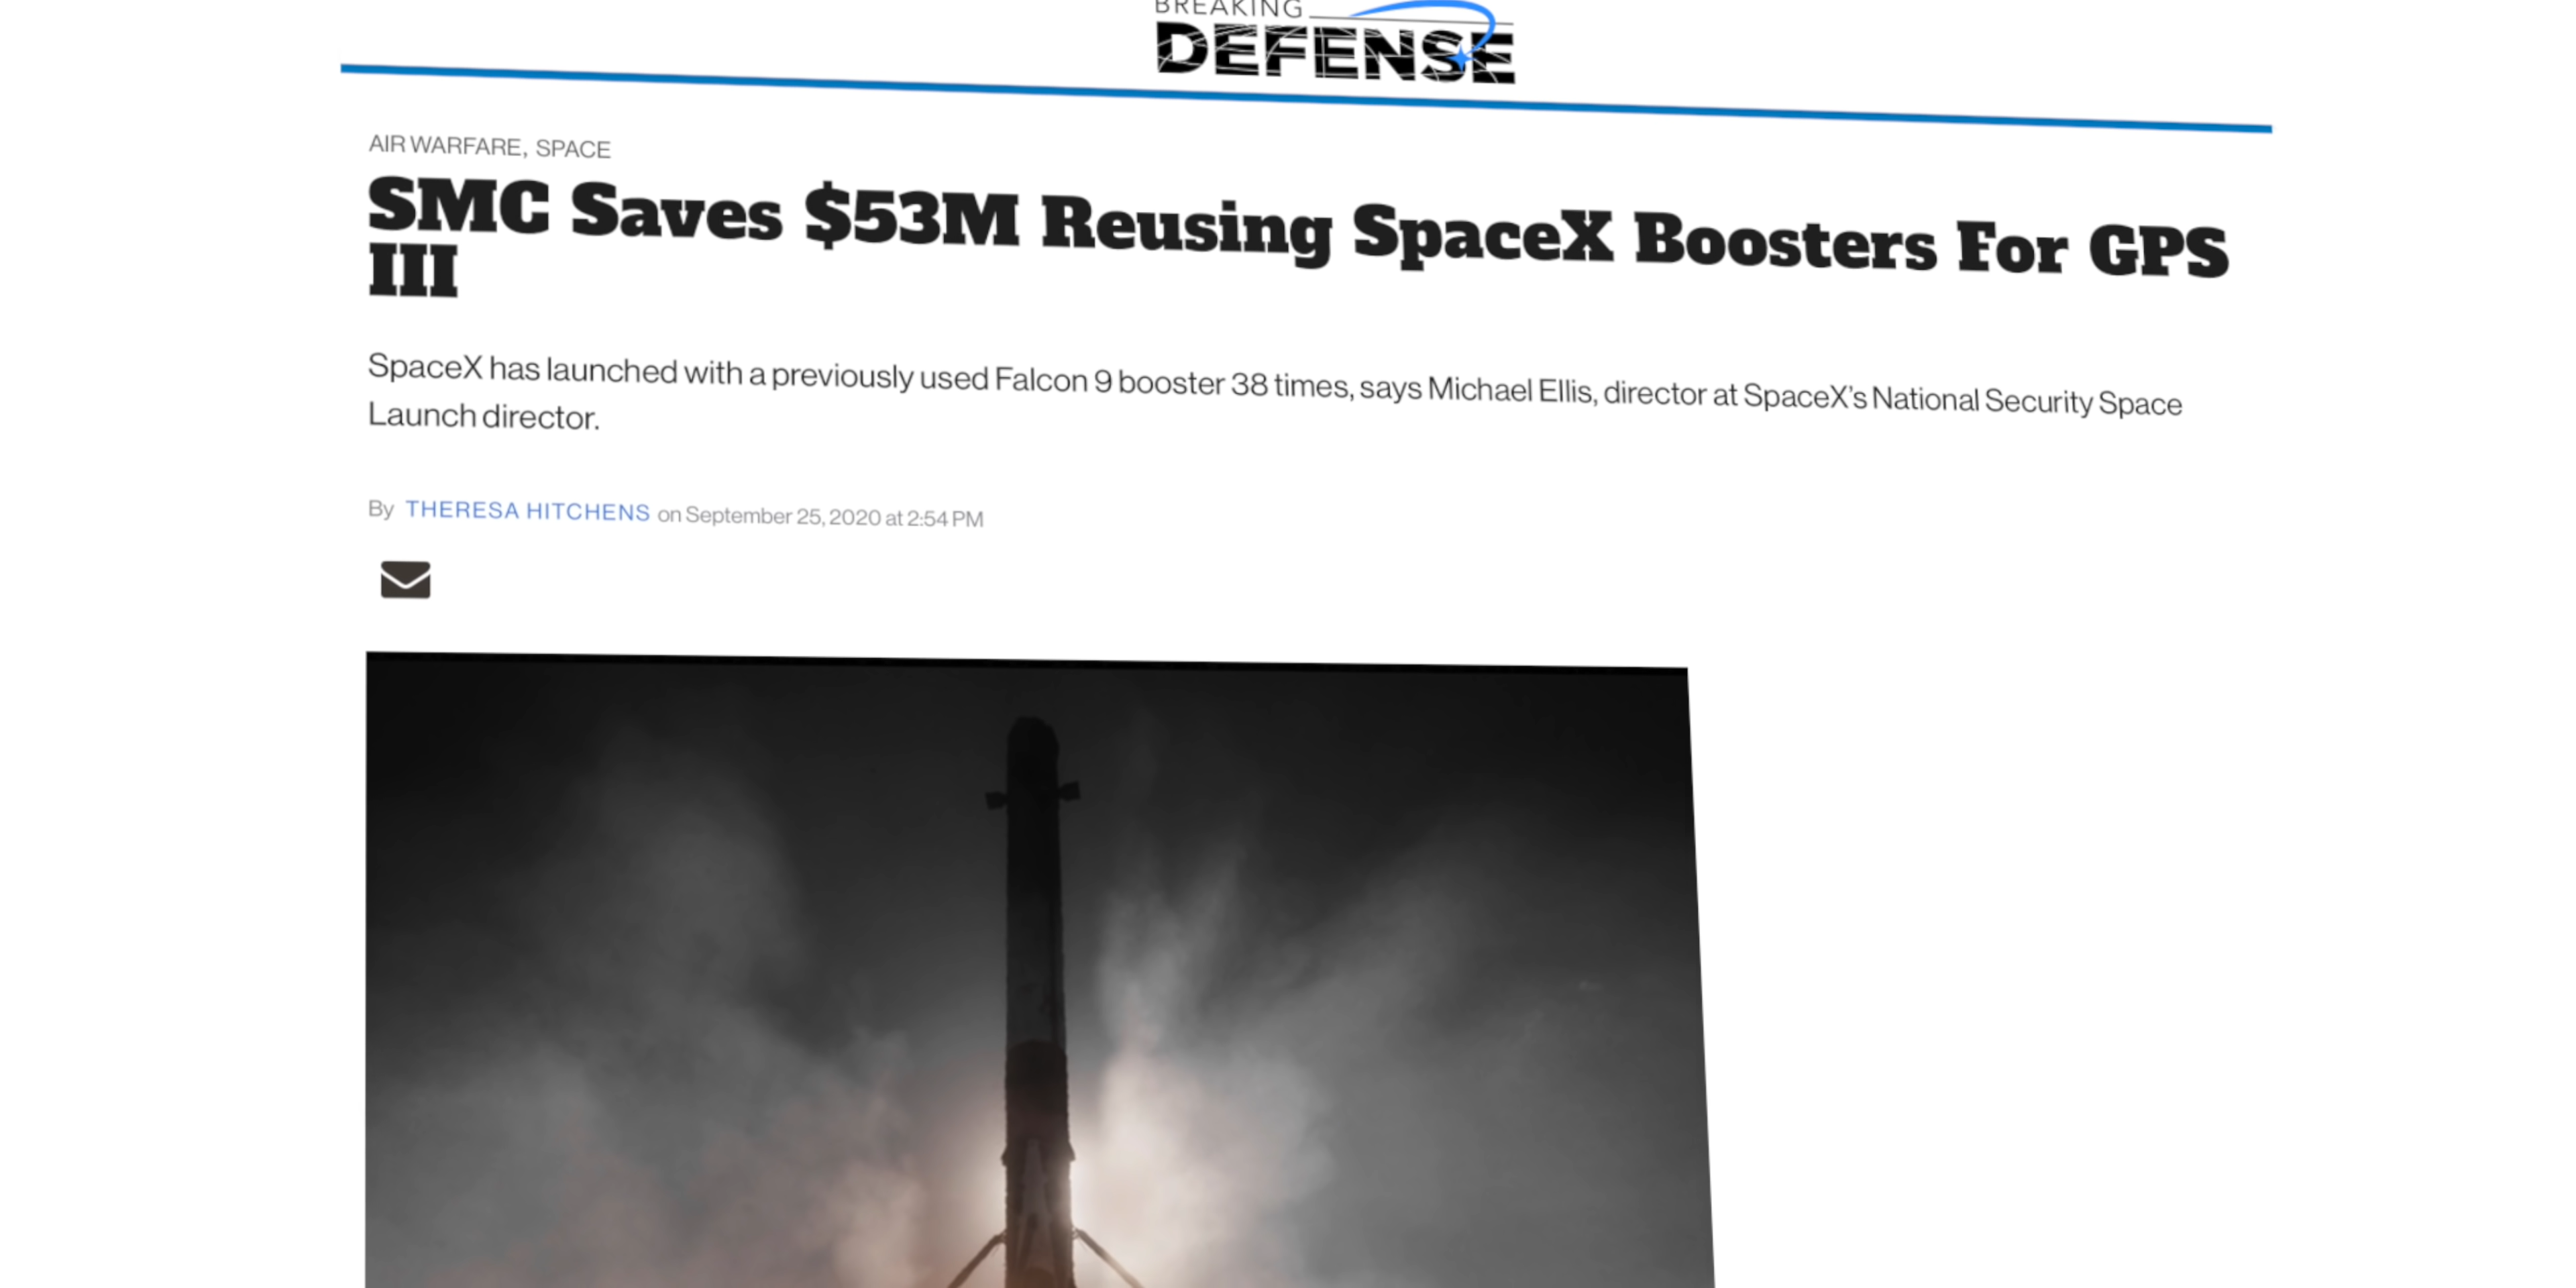 BREAKING
DEFENSE
AIR WARFARE, SPACE
SMC Saves $53M Reusing SpaceX Boosters For GPS
III
SpaceX has launched with a previously used Falcon 9 booster 38 times, says Michael Ellis, director at SpaceX's National Security Space
Launch director.
By THERESA HITCHENS on September 25, 2020 at 2:54 PM